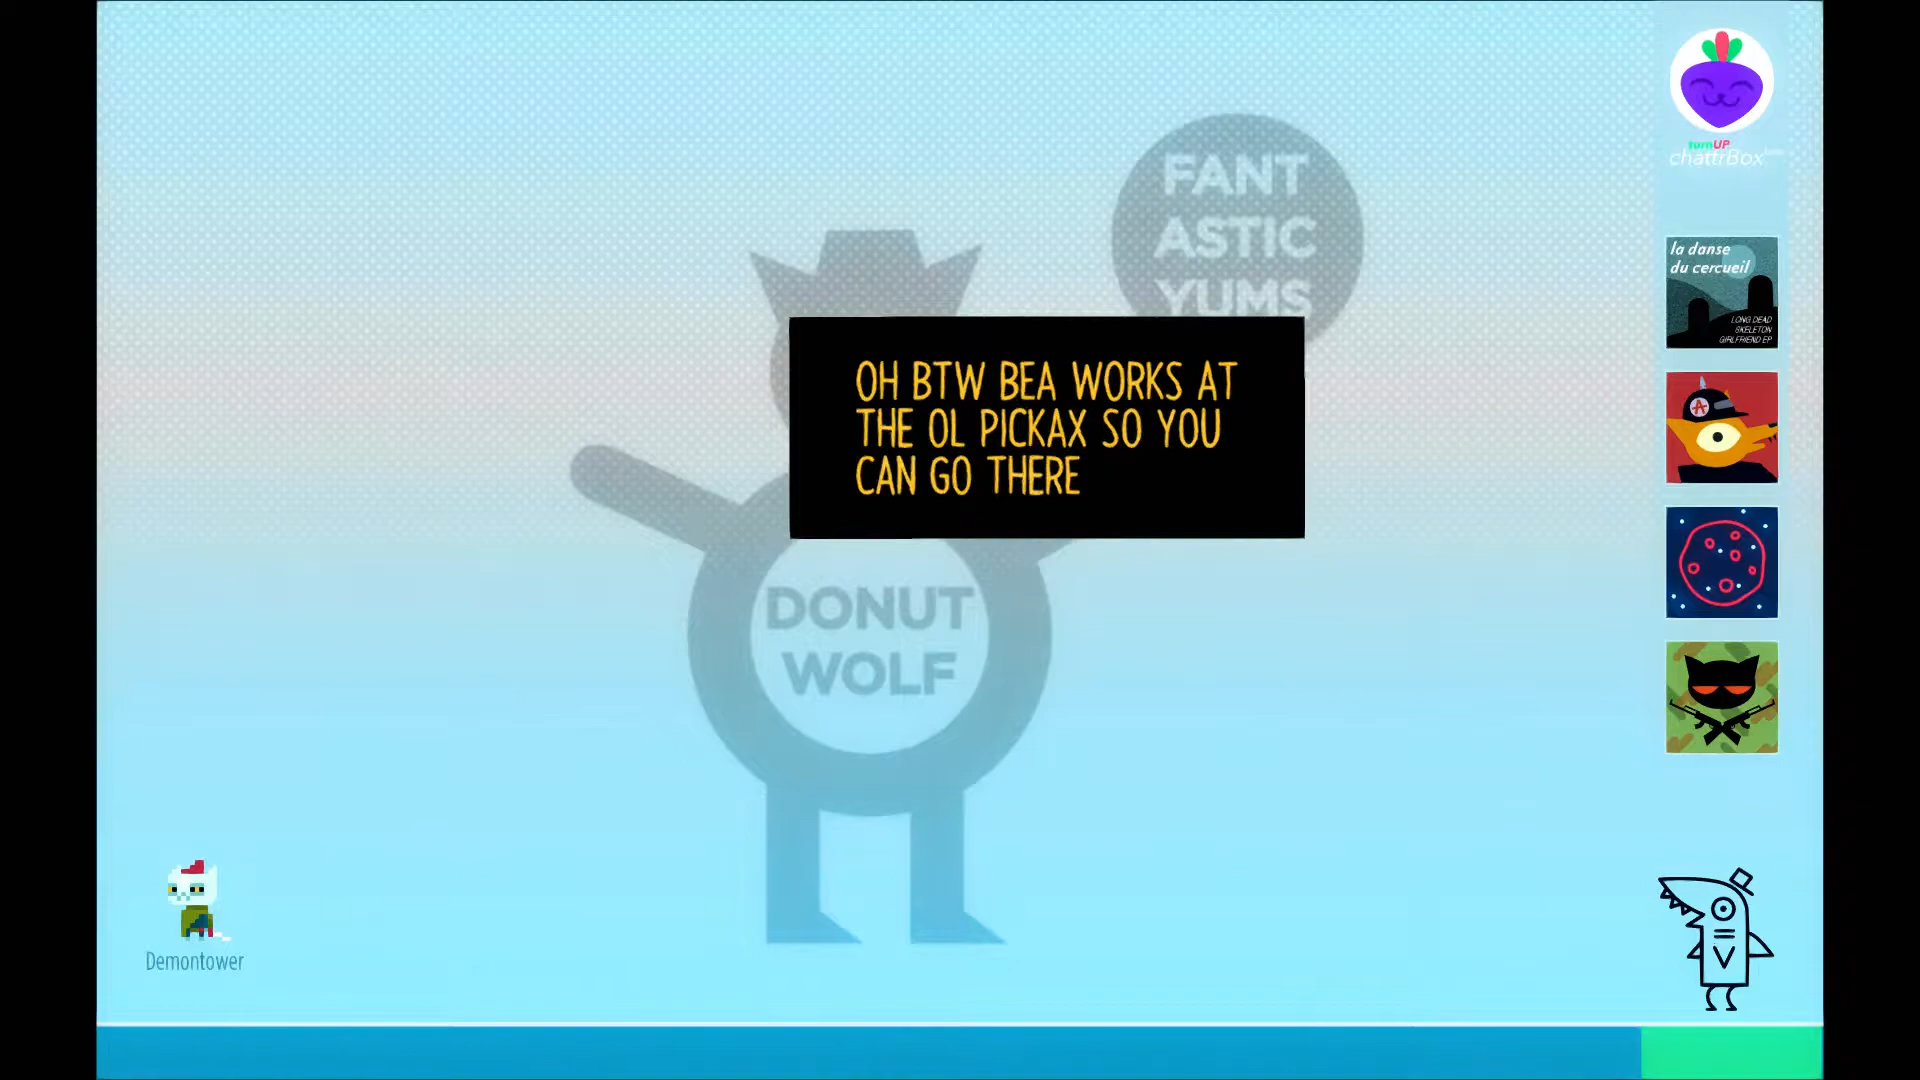 FANT
ASTIC
YUMS
OH BTW BEA WORKS AT
THE OL PICKAX SO YOU
CAN GO THERE
DONUT
WOLF
turnUP
chattrBox
la danse
du cercueil
LONG DEAD
SKELETON
GIRLFRIEND EP
A
Demontower